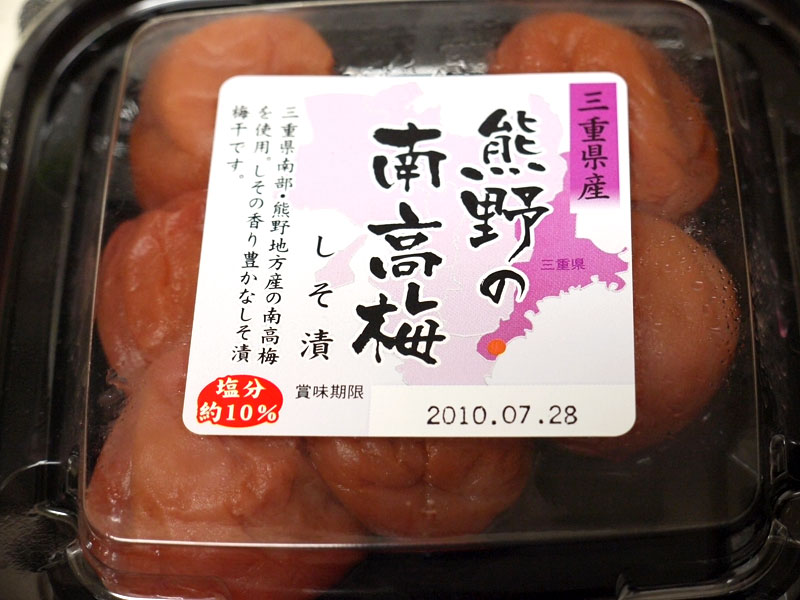 三重県産
熊野の
南高梅
しそ漬
三重県
三重県南部・熊野地方産の南高梅
を使用。しその香り豊かなしそ漬
梅干です。
塩分
約10%
賞味期限
2010.07.28